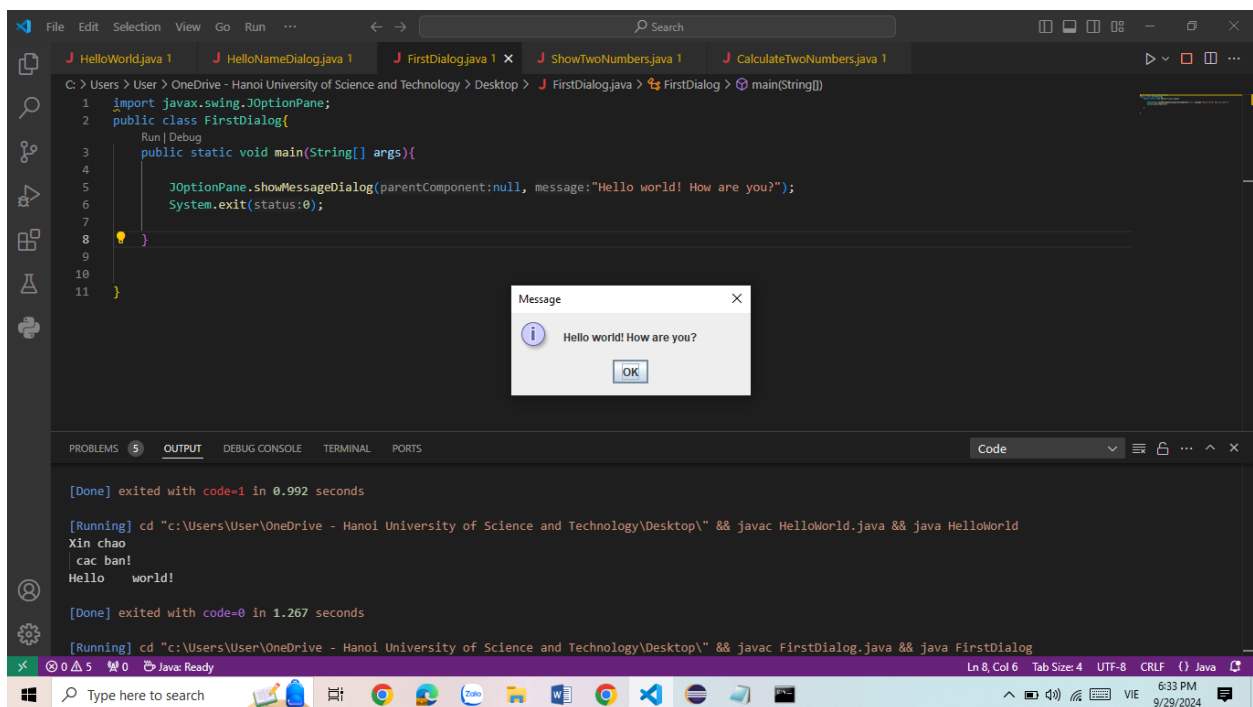 File Edit Selection View Go Run ··· ← → Search
J HelloWorld.java 1 J HelloNameDialog.java 1 J FirstDialog.java 1 × J ShowTwoNumbers.java 1 J CalculateTwoNumbers.java 1
C: > Users > User > OneDrive - Hanoi University of Science and Technology > Desktop > J FirstDialog.java > FirstDialog > main(String[])
1 import javax.swing.JOptionPane;
2 public class FirstDialog{
Run | Debug
3 public static void main(String[] args){
4
5 JOptionPane.showMessageDialog(parentComponent:null, message:"Hello world! How are you?");
6 System.exit(status:0);
7
8 }
9
10
11 }
Message
Hello world! How are you?
OK
PROBLEMS 5 OUTPUT DEBUG CONSOLE TERMINAL PORTS Code
[Done] exited with code=1 in 0.992 seconds
[Running] cd "c:\Users\User\OneDrive - Hanoi University of Science and Technology\Desktop\" && javac HelloWorld.java && java HelloWorld
Xin chao
cac ban!
Hello world!
[Done] exited with code=0 in 1.267 seconds
[Running] cd "c:\Users\User\OneDrive - Hanoi University of Science and Technology\Desktop\" && javac FirstDialog.java && java FirstDialog
0 5 0 Java: Ready Ln 8, Col 6 Tab Size: 4 UTF-8 CRLF {} Java
Type here to search Zalo VIE 6:33 PM
9/29/2024